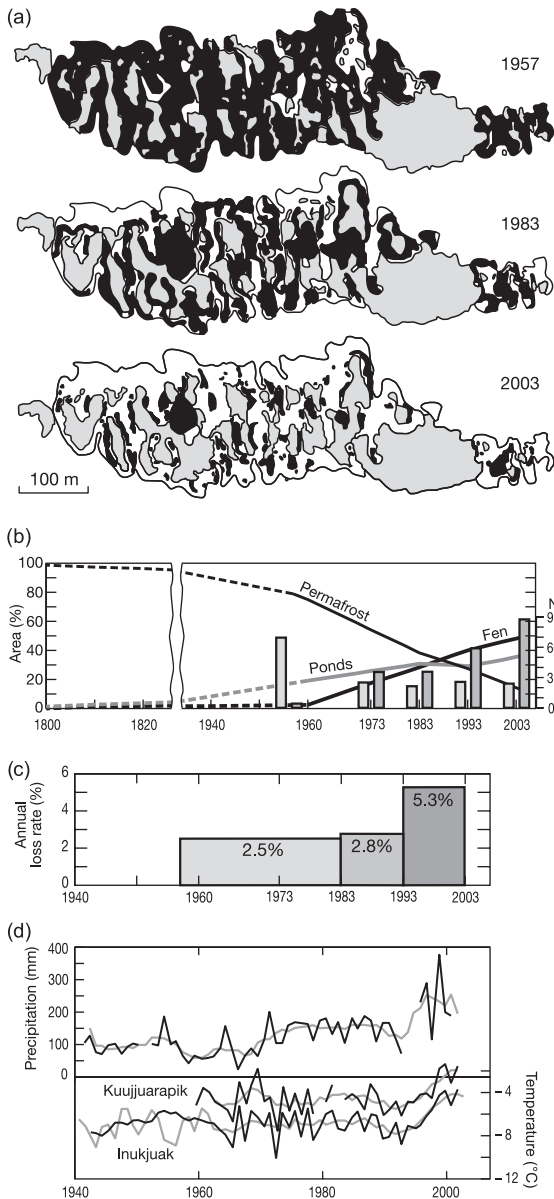 (a)
1957
1983
2003
100 m
(b)
100
80
60
40
20
0
Area (%)
Permafrost
Fen
Ponds
N
9
6
4
3
1
0
1800 1820 1940 1960 1973 1983 1993 2003
(c)
6
4
2
0
Annual
loss rate (%)
2.5%
2.8%
5.3%
1940 1960 1973 1983 1993 2003
(d)
400
300
200
100
0
Precipitation (mm)
Kuujjuarapik
Inukjuak
−4
−8
−12
Temperature (°C)
1940 1960 1980 2000